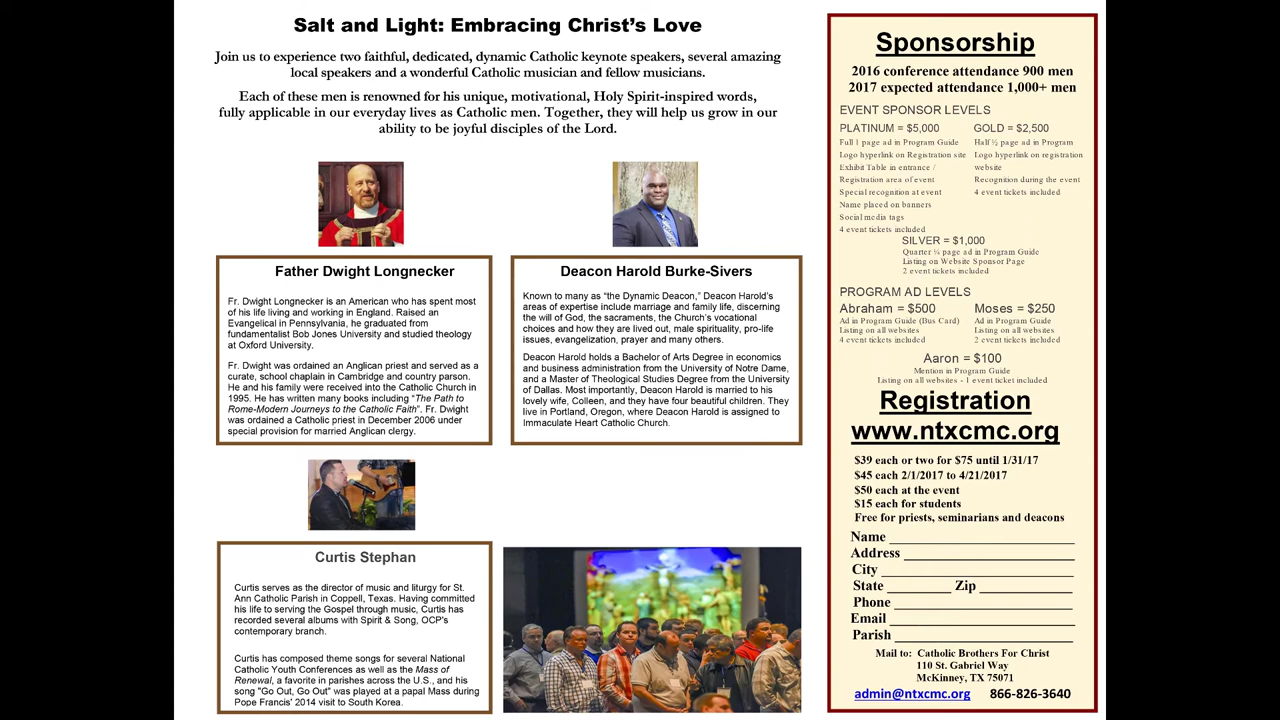 Salt and Light: Embracing Christ's Love
Join us to experience two faithful, dedicated, dynamic Catholic keynote speakers, several amazing
local speakers and a wonderful Catholic musician and fellow musicians.
Each of these men is renowned for his unique, motivational, Holy Spirit-inspired words,
fully applicable in our everyday lives as Catholic men. Together, they will help us grow in our
ability to be joyful disciples of the Lord.
Father Dwight Longnecker
Fr. Dwight Longnecker is an American who has spent most
of his life living and working in England. Raised an
Evangelical in Pennsylvania, he graduated from
fundamentalist Bob Jones University and studied theology
at Oxford University.
Fr. Dwight was ordained an Anglican priest and served as a
curate, school chaplain in Cambridge and country parson.
He and his family were received into the Catholic Church in
1995. He has written many books including “The Path to
Rome-Modern Journeys to the Catholic Faith”. Fr. Dwight
was ordained a Catholic priest in December 2006 under
special provision for married Anglican clergy.
Deacon Harold Burke-Sivers
Known to many as “the Dynamic Deacon,” Deacon Harold’s
areas of expertise include marriage and family life, discerning
the will of God, the sacraments, the Church’s vocational
choices and how they are lived out, male spirituality, pro-life
issues, evangelization, prayer and many others.
Deacon Harold holds a Bachelor of Arts Degree in economics
and business administration from the University of Notre Dame,
and a Master of Theological Studies Degree from the University
of Dallas. Most importantly, Deacon Harold is married to his
lovely wife, Colleen, and they have four beautiful children. They
live in Portland, Oregon, where Deacon Harold is assigned to
Immaculate Heart Catholic Church.
Curtis Stephan
Curtis serves as the director of music and liturgy for St.
Ann Catholic Parish in Coppell, Texas. Having committed
his life to serving the Gospel through music, Curtis has
recorded several albums with Spirit & Song, OCP's
contemporary branch.
Curtis has composed theme songs for several National
Catholic Youth Conferences as well as the Mass of
Renewal, a favorite in parishes across the U.S., and his
song "Go Out, Go Out" was played at a papal Mass during
Pope Francis' 2014 visit to South Korea.
Sponsorship
2016 conference attendance 900 men
2017 expected attendance 1,000+ men
EVENT SPONSOR LEVELS
PLATINUM = $5,000
Full 1 page ad in Program Guide
Logo hyperlink on Registration site
Exhibit Table in entrance /
Registration area of event
Special recognition at event
Name placed on banners
Social media tags
4 event tickets included
GOLD = $2,500
Half ½ page ad in Program
Logo hyperlink on registration
website
Recognition during the event
4 event tickets included
SILVER = $1,000
Quarter ¼ page ad in Program Guide
Listing on Website Sponsor Page
2 event tickets included
PROGRAM AD LEVELS
Abraham = $500
Ad in Program Guide (Bus Card)
Listing on all websites
4 event tickets included
Moses = $250
Ad in Program Guide
Listing on all websites
2 event tickets included
Aaron = $100
Mention in Program Guide
Listing on all websites - 1 event ticket included
Registration
www.ntxcmc.org
$39 each or two for $75 until 1/31/17
$45 each 2/1/2017 to 4/21/2017
$50 each at the event
$15 each for students
Free for priests, seminarians and deacons
Name
Address
City
State Zip
Phone
Email
Parish
Mail to: Catholic Brothers For Christ
110 St. Gabriel Way
McKinney, TX 75071
admin@ntxcmc.org 866-826-3640